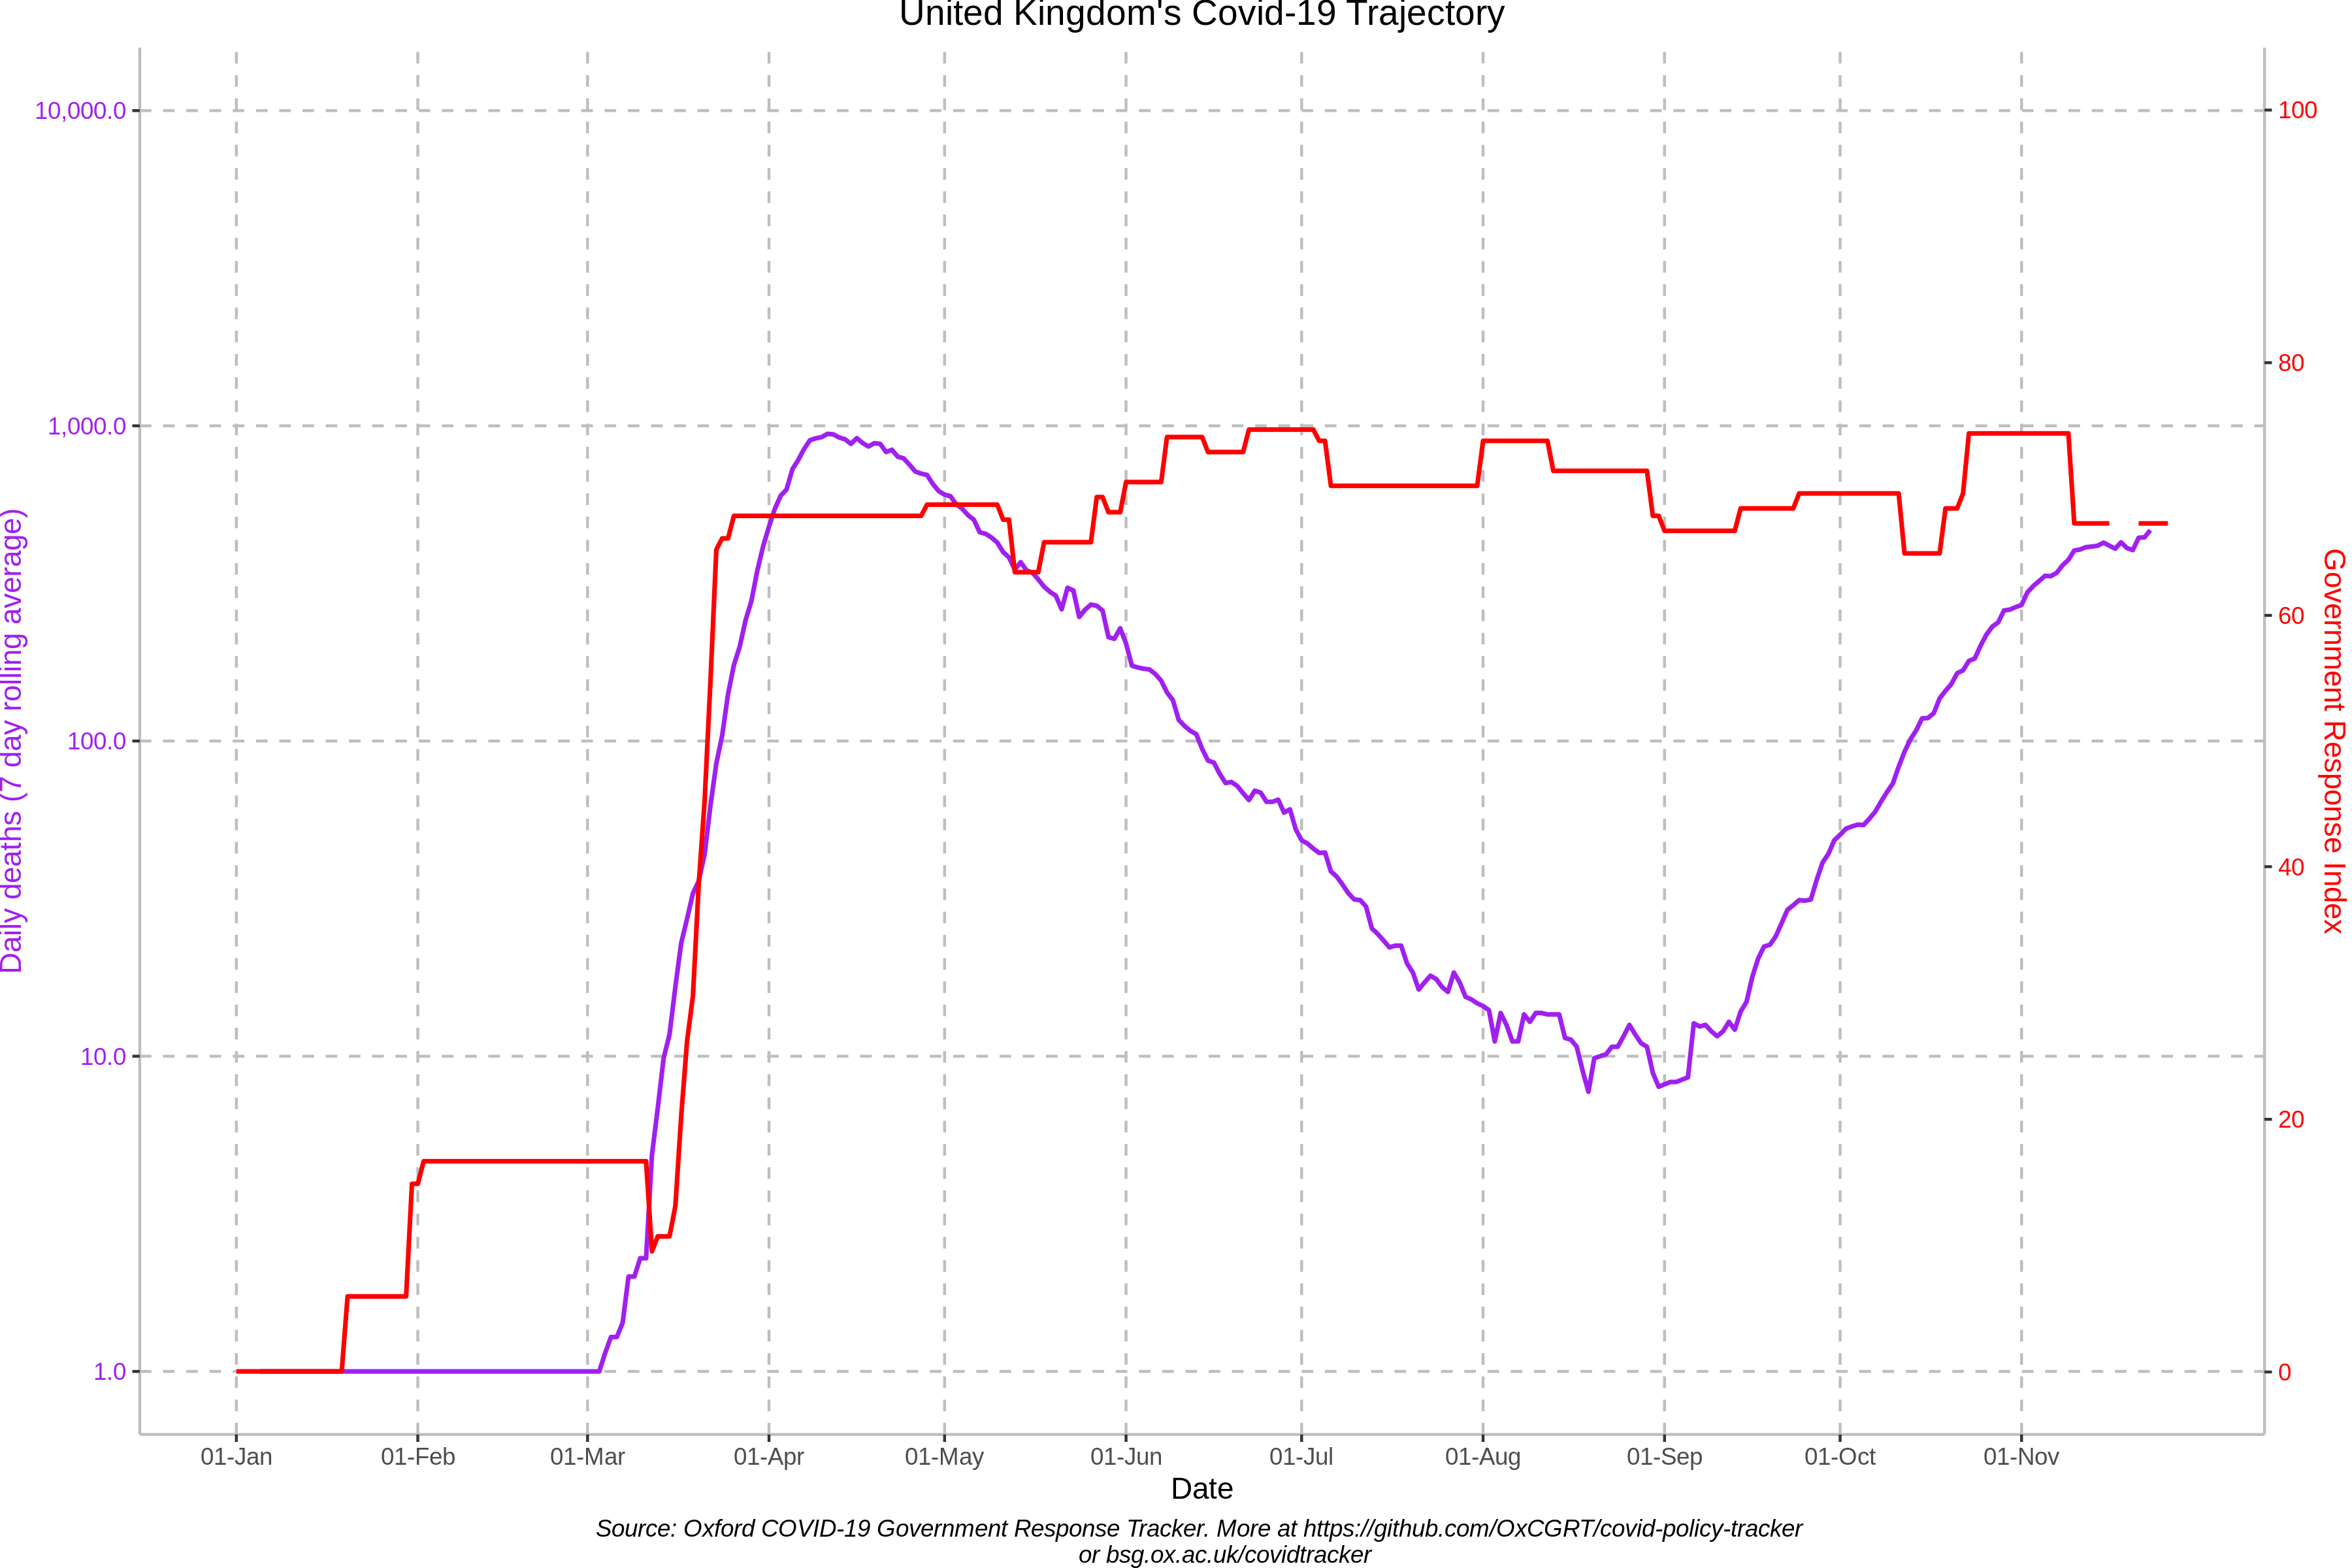 United Kingdom's Covid-19 Trajectory
10,000.0
1,000.0
100.0
10.0
1.0
Daily deaths (7 day rolling average)
100
80
60
40
20
0
Government Response Index
01-Jan 01-Feb 01-Mar 01-Apr 01-May 01-Jun 01-Jul 01-Aug 01-Sep 01-Oct 01-Nov
Date
Source: Oxford COVID-19 Government Response Tracker. More at https://github.com/OxCGRT/covid-policy-tracker
or bsg.ox.ac.uk/covidtracker